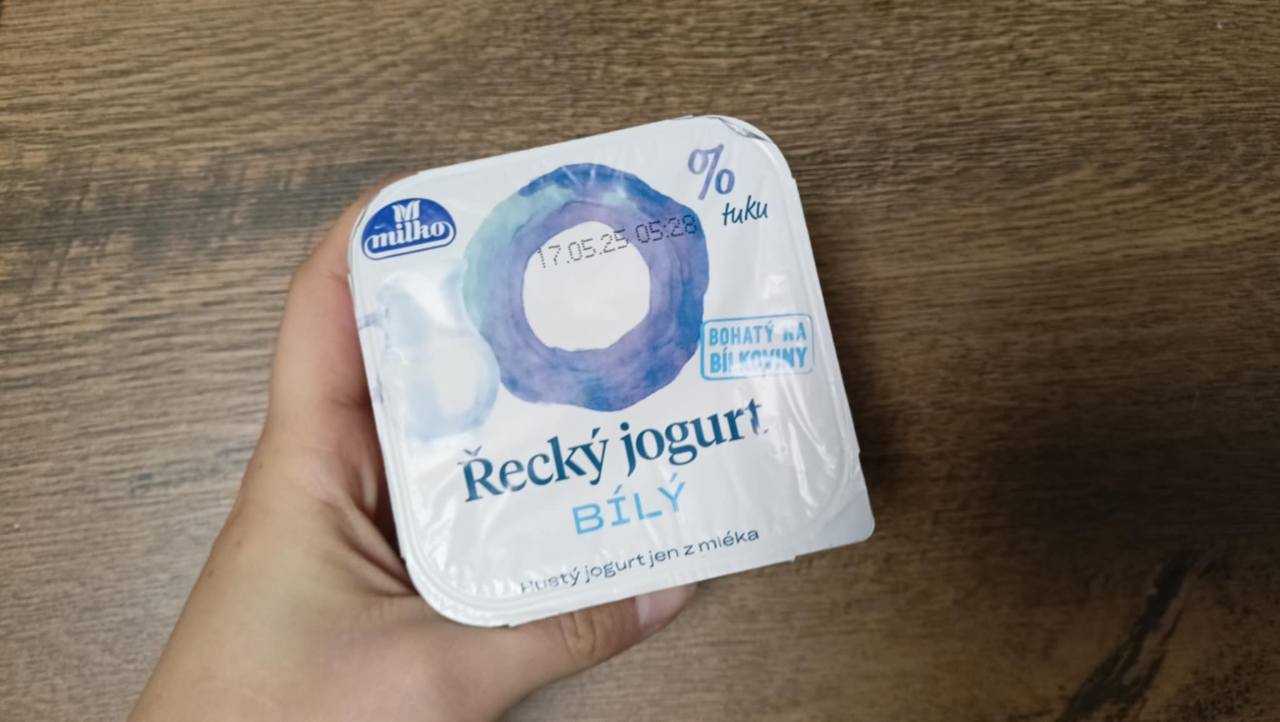 milko
% tuku
17.05.25 05:28
BOHATÝ NA
BÍLKOVINY
Řecký jogurt
BÍLÝ
Hustý jogurt jen z mléka